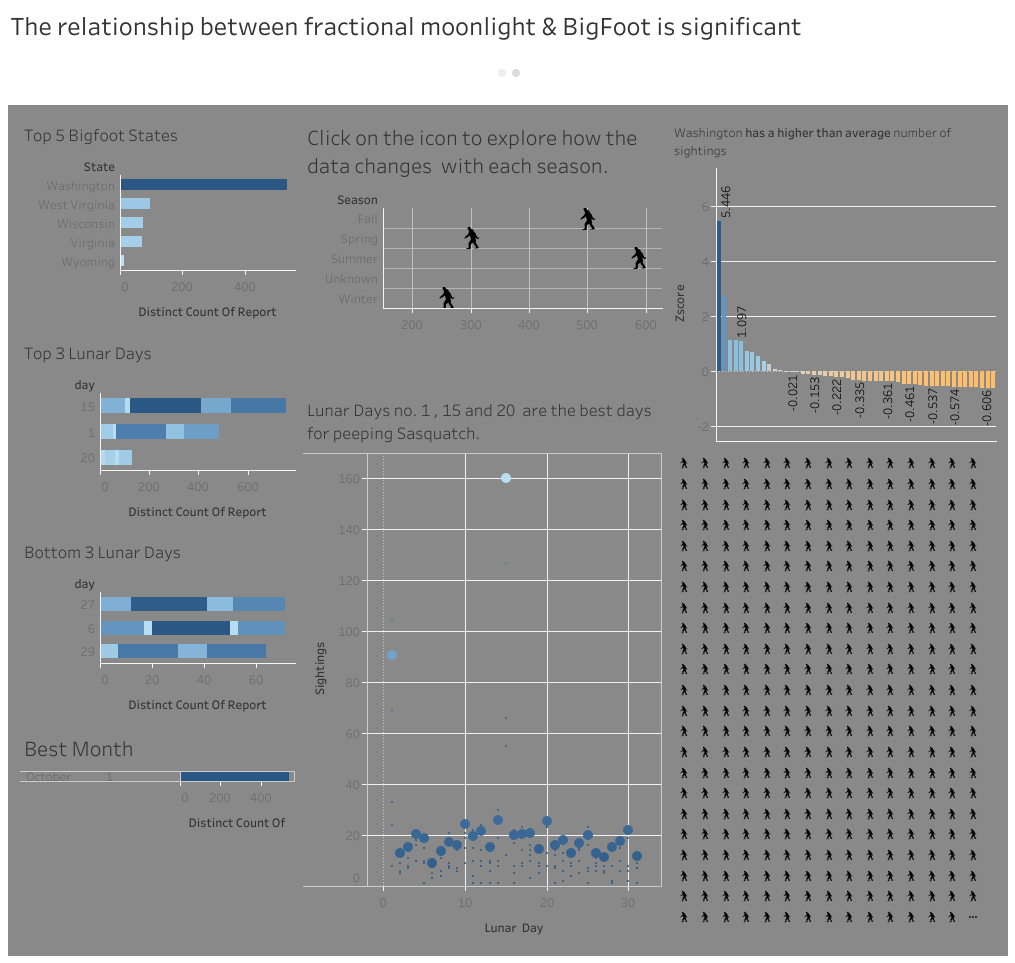 The relationship between fractional moonlight & BigFoot is significant
Top 5 Bigfoot States
State
Washington
West Virginia
Wisconsin
Virginia
Wyoming
0 200 400
Distinct Count Of Report
Top 3 Lunar Days
day
15
1
20
0 200 400 600
Distinct Count Of Report
Bottom 3 Lunar Days
day
27
6
29
0 20 40 60
Distinct Count Of Report
Best Month
October 1
0 200 400
Distinct Count Of
Click on the icon to explore how the
data changes with each season.
Season
Fall
Spring
Summer
Unknown
Winter
200 300 400 500 600
Lunar Days no. 1 , 15 and 20 are the best days
for peeping Sasquatch.
Sightings
160
140
120
100
80
60
40
20
0
0 10 20 30
Lunar Day
Washington has a higher than average number of
sightings
Zscore
6
4
2
0
-2
5.446
1.097
-0.021
-0.153
-0.222
-0.335
-0.361
-0.461
-0.537
-0.574
-0.606
...